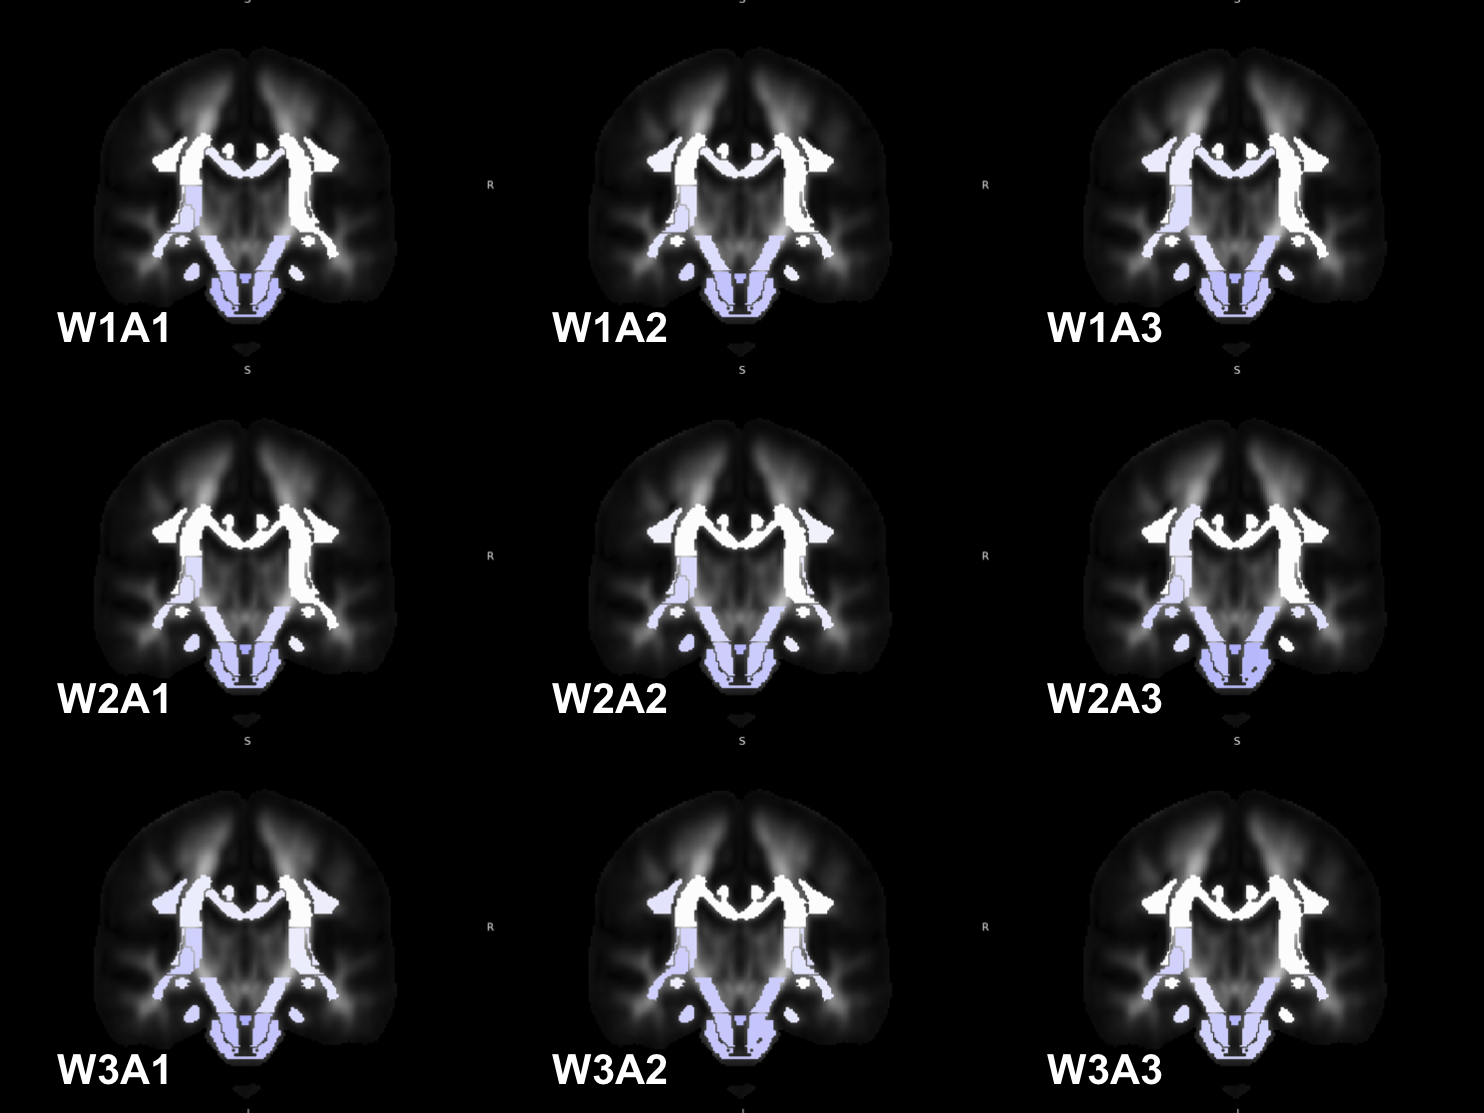 R R
W1A1 W1A2 W1A3
S S S
R R
W2A1 W2A2 W2A3
S S S
R R
W3A1 W3A2 W3A3